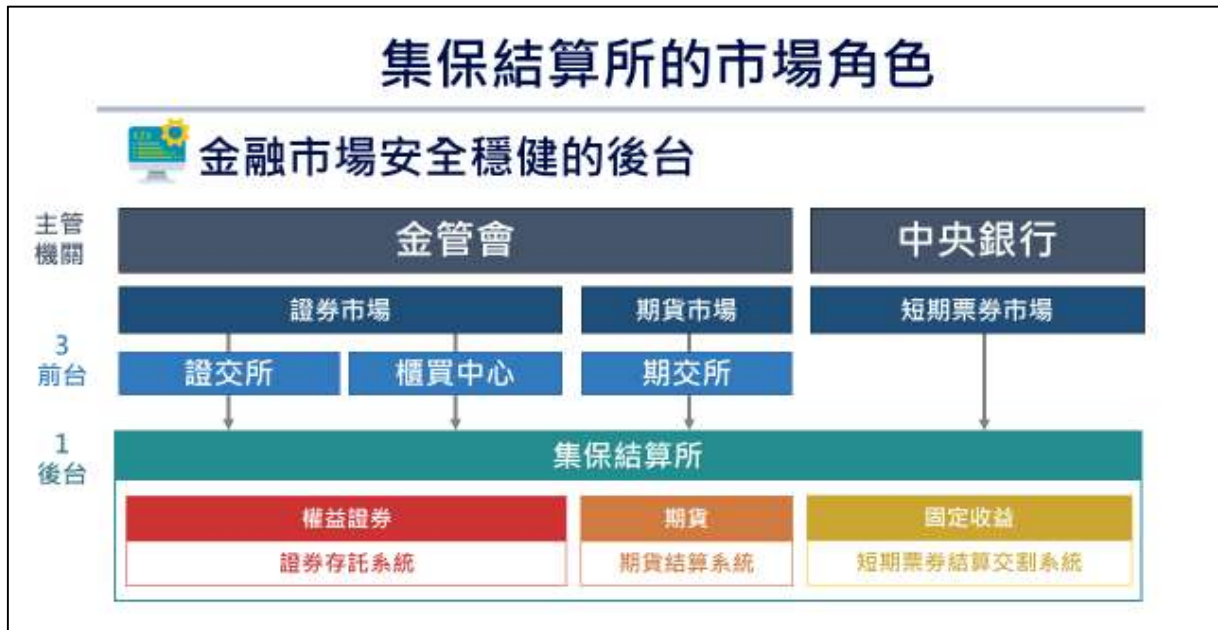 集保結算所的市場角色
金融市場安全穩健的後台
主管
機關
金管會
中央銀行
證券市場
期貨市場
短期票券市場
3
前台
證交所
櫃買中心
期交所
1
後台
集保結算所
權益證券
期貨
固定收益
證券存託系統
期貨結算系統
短期票券結算交割系統